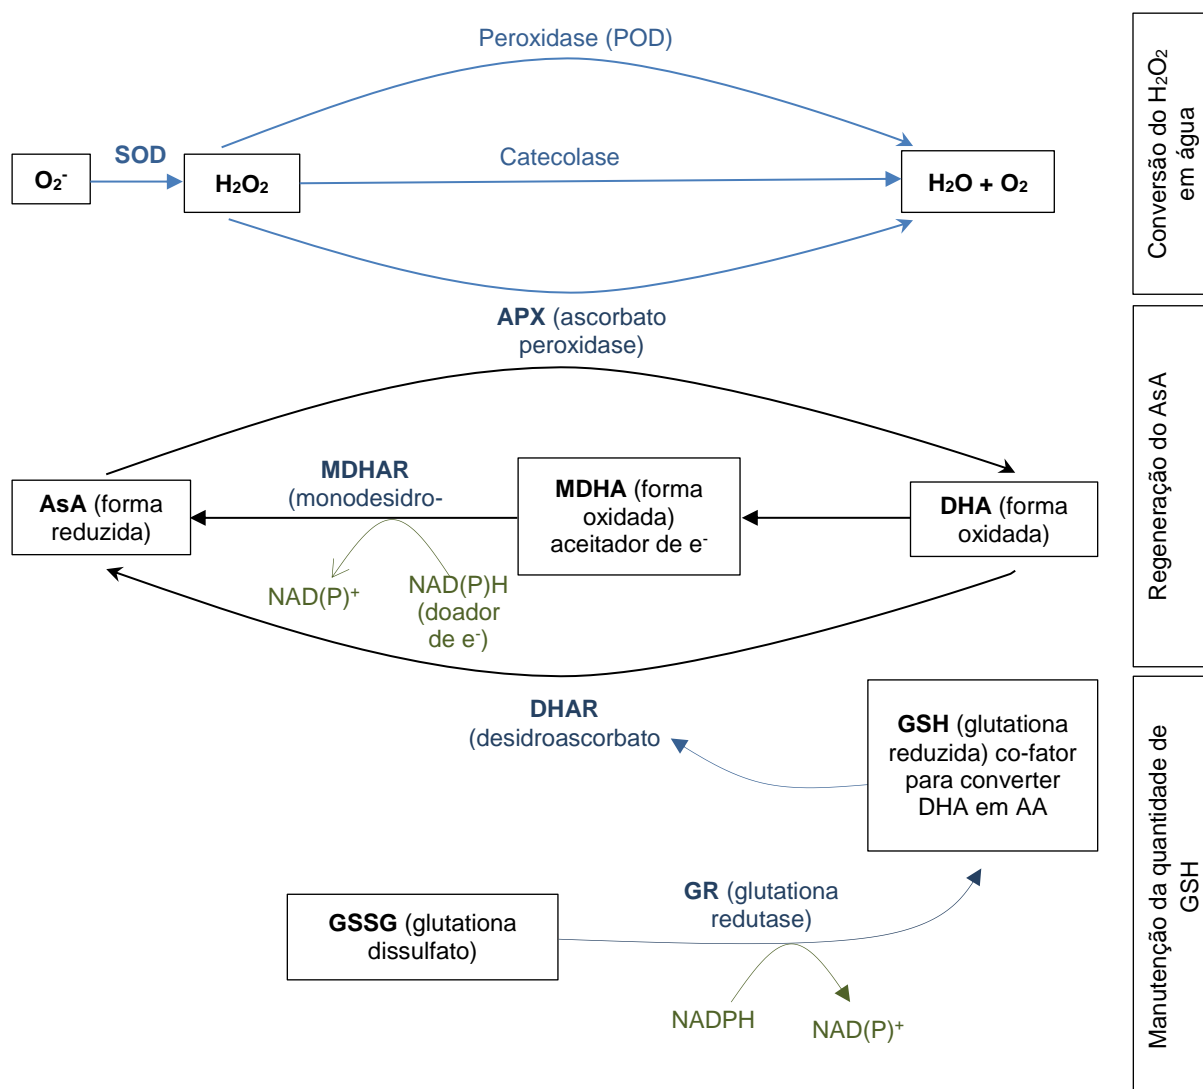 Peroxidase (POD)
SOD
Catecolase
O₂⁻
H₂O₂
H₂O + O₂
Conversão do H₂O₂
em água
APX (ascorbato
peroxidase)
MDHAR
(monodesidro-
AsA (forma
reduzida)
MDHA (forma
oxidada)
aceitador de e⁻
DHA (forma
oxidada)
NAD(P)⁺
NAD(P)H
(doador
de e⁻)
Regeneração do AsA
DHAR
(desidroascorbato
GSH (glutationa
reduzida) co-fator
para converter
DHA em AA
GSSG (glutationa
dissulfato)
GR (glutationa
redutase)
NADPH
NAD(P)⁺
Manutenção da quantidade de
GSH